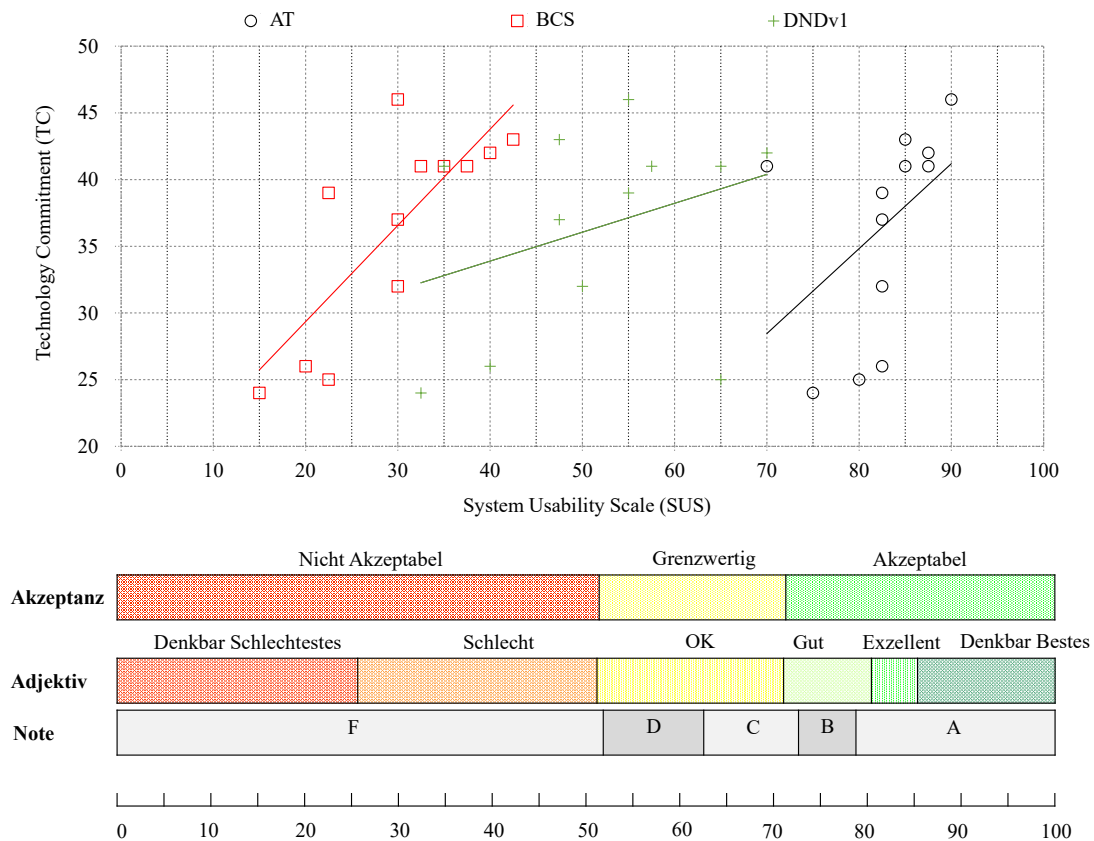 AT BCS DNDv1
50
45
40
35
30
25
20
Technology Commitment (TC)
0 10 20 30 40 50 60 70 80 90 100
System Usability Scale (SUS)
Nicht Akzeptabel Grenzwertig Akzeptabel
Akzeptanz
Denkbar Schlechtestes Schlecht OK Gut Exzellent Denkbar Bestes
Adjektiv
Note F D C B A
0 10 20 30 40 50 60 70 80 90 100